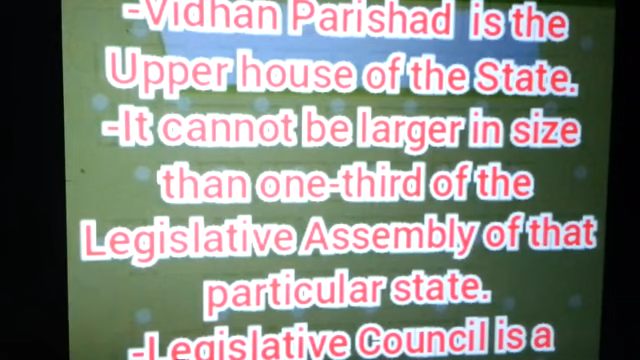 -Vidhan Parishad is the
Upper house of the State.
-It cannot be larger in size
than one-third of the
Legislative Assembly of that
particular state.
-Legislative Council is a